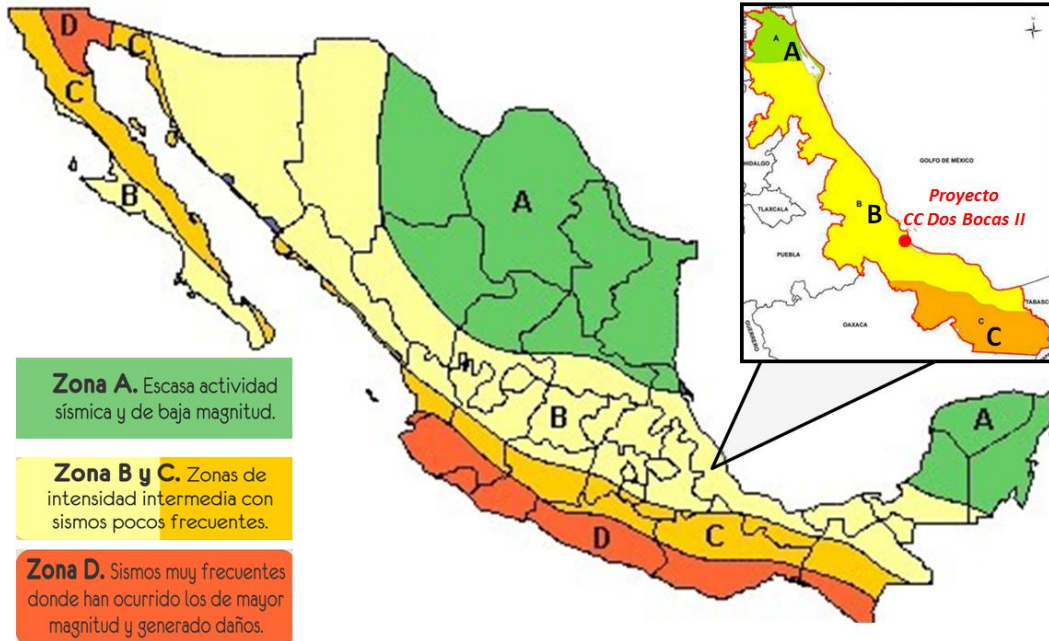 D
C
C
B
A
B
D
C
A
Zona A. Escasa actividad
sísmica y de baja magnitud.
Zona B y C. Zonas de
intensidad intermedia con
sismos pocos frecuentes.
Zona D. Sismos muy frecuentes
donde han ocurrido los de mayor
magnitud y generado daños.
A
A
N
GOLFO DE MÉXICO
HIDALGO
TLAXCALA
B
B
Proyecto
CC Dos Bocas II
PUEBLA
TABASCO
C
C
OAXACA
GUERRERO